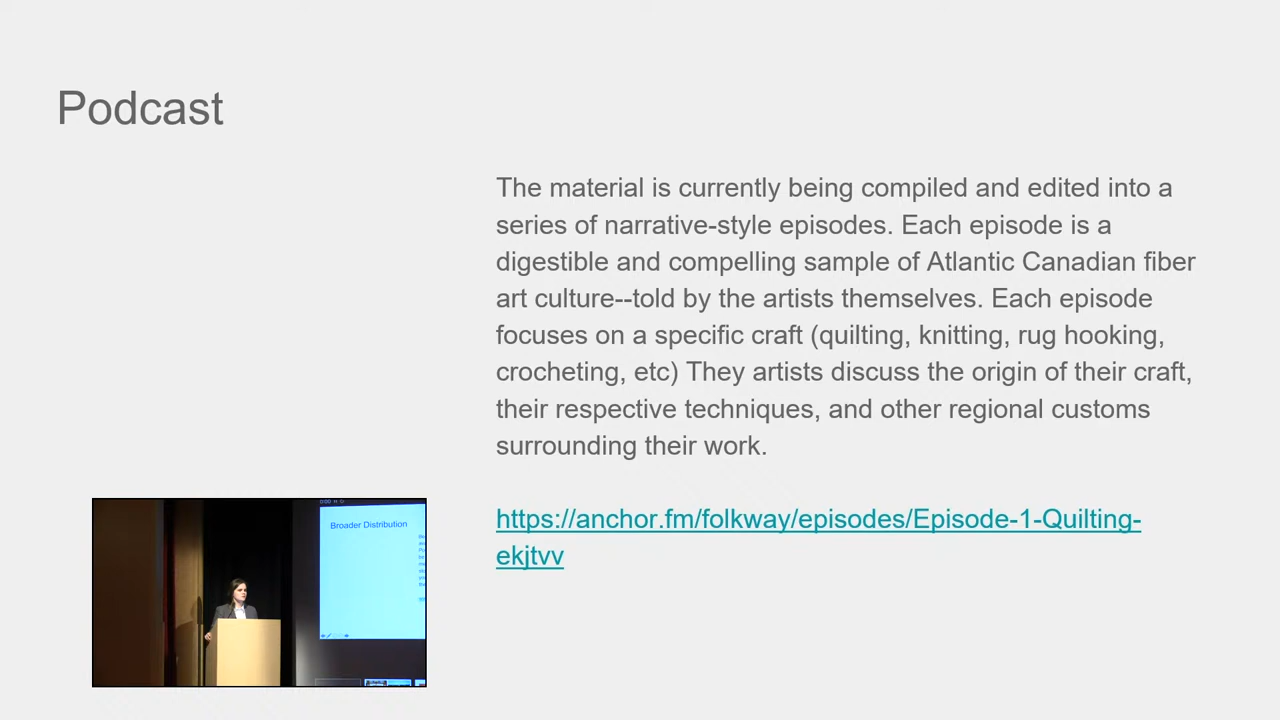 Podcast
The material is currently being compiled and edited into a
series of narrative-style episodes. Each episode is a
digestible and compelling sample of Atlantic Canadian fiber
art culture--told by the artists themselves. Each episode
focuses on a specific craft (quilting, knitting, rug hooking,
crocheting, etc) They artists discuss the origin of their craft,
their respective techniques, and other regional customs
surrounding their work.
https://anchor.fm/folkway/episodes/Episode-1-Quilting-
ekjtvv
Broader Distribution